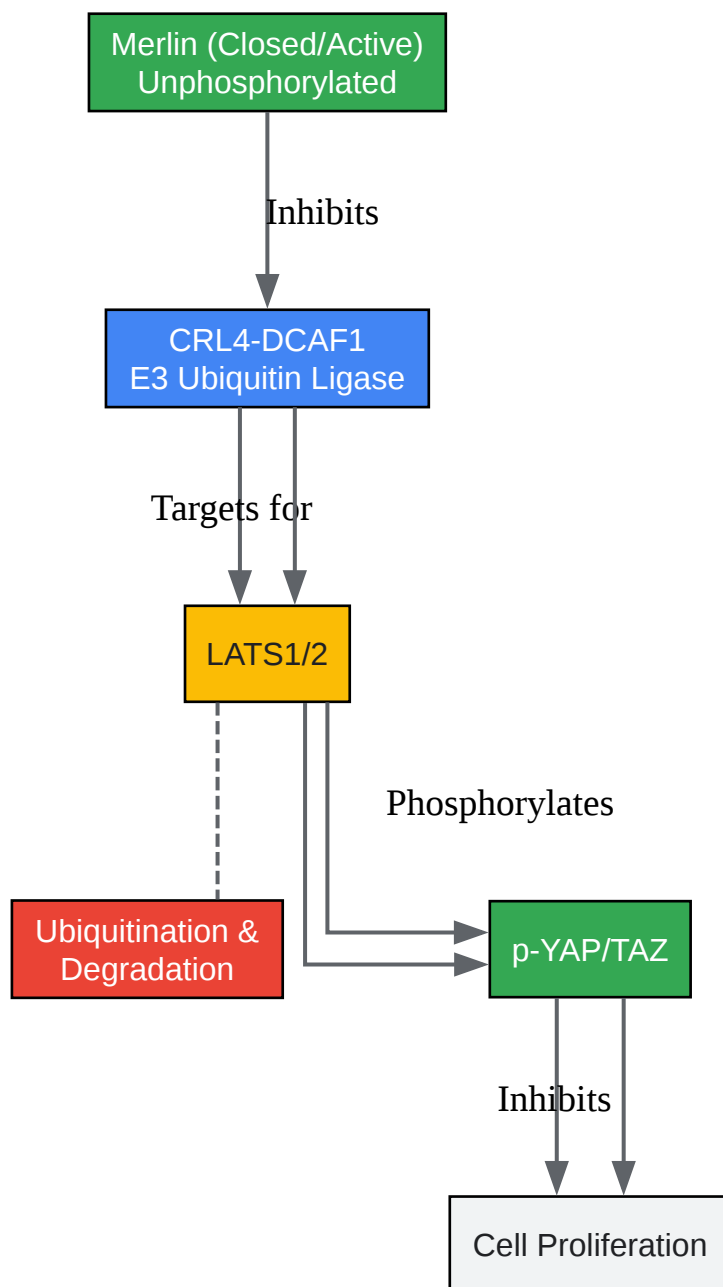 Merlin (Closed/Active)
Unphosphorylated
Inhibits
CRL4-DCAF1
E3 Ubiquitin Ligase
Targets for
LATS1/2
Phosphorylates
Ubiquitination &
Degradation
p-YAP/TAZ
Inhibits
Cell Proliferation